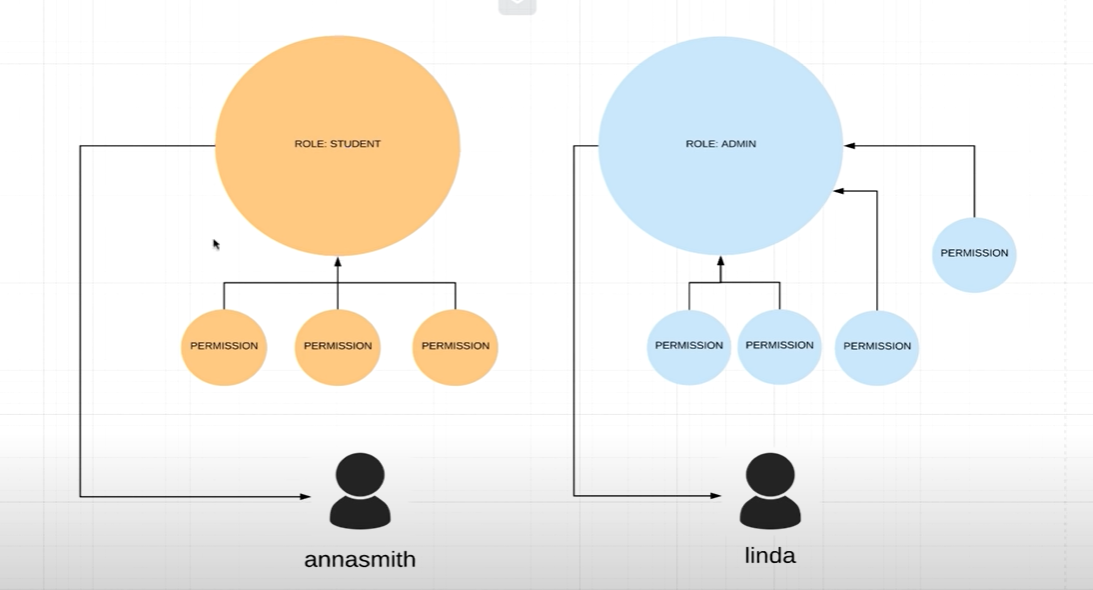 ROLE: STUDENT
ROLE: ADMIN
PERMISSION
PERMISSION
PERMISSION
PERMISSION
PERMISSION
PERMISSION
PERMISSION
annasmith
linda